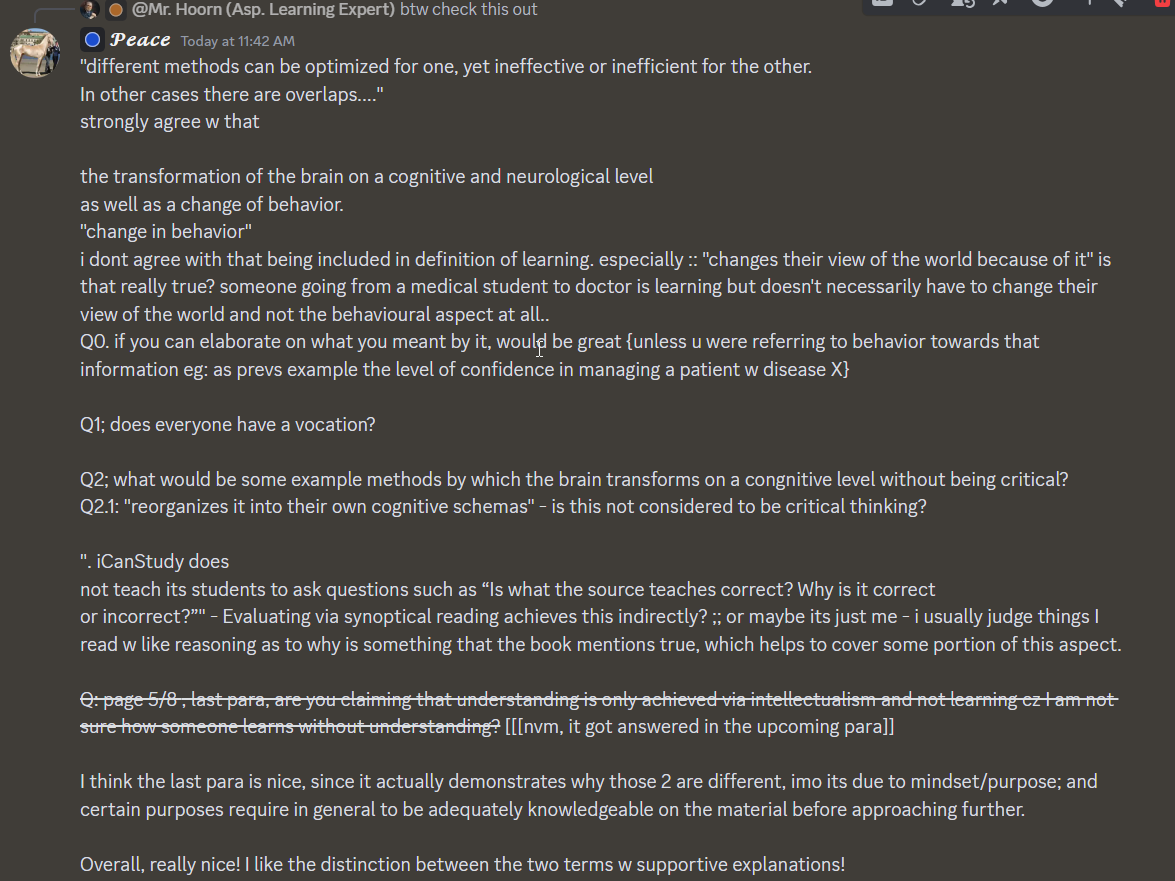 @Mr. Hoorn (Asp. Learning Expert) btw check this out
Peace Today at 11:42 AM
"different methods can be optimized for one, yet ineffective or inefficient for the other.
In other cases there are overlaps...."
strongly agree w that
the transformation of the brain on a cognitive and neurological level
as well as a change of behavior.
"change in behavior"
i dont agree with that being included in definition of learning. especially :: "changes their view of the world because of it" is
that really true? someone going from a medical student to doctor is learning but doesn't necessarily have to change their
view of the world and not the behavioural aspect at all..
Q0. if you can elaborate on what you meant by it, would be great {unless u were referring to behavior towards that
information eg: as prevs example the level of confidence in managing a patient w disease X}
Q1; does everyone have a vocation?
Q2; what would be some example methods by which the brain transforms on a congnitive level without being critical?
Q2.1: "reorganizes it into their own cognitive schemas" - is this not considered to be critical thinking?
". iCanStudy does
not teach its students to ask questions such as “Is what the source teaches correct? Why is it correct
or incorrect?”" - Evaluating via synoptical reading achieves this indirectly? ;; or maybe its just me - i usually judge things I
read w like reasoning as to why is something that the book mentions true, which helps to cover some portion of this aspect.
Q: page 5/8 , last para, are you claiming that understanding is only achieved via intellectualism and not learning cz I am not
sure how someone learns without understanding? [[[nvm, it got answered in the upcoming para]]
I think the last para is nice, since it actually demonstrates why those 2 are different, imo its due to mindset/purpose; and
certain purposes require in general to be adequately knowledgeable on the material before approaching further.
Overall, really nice! I like the distinction between the two terms w supportive explanations!